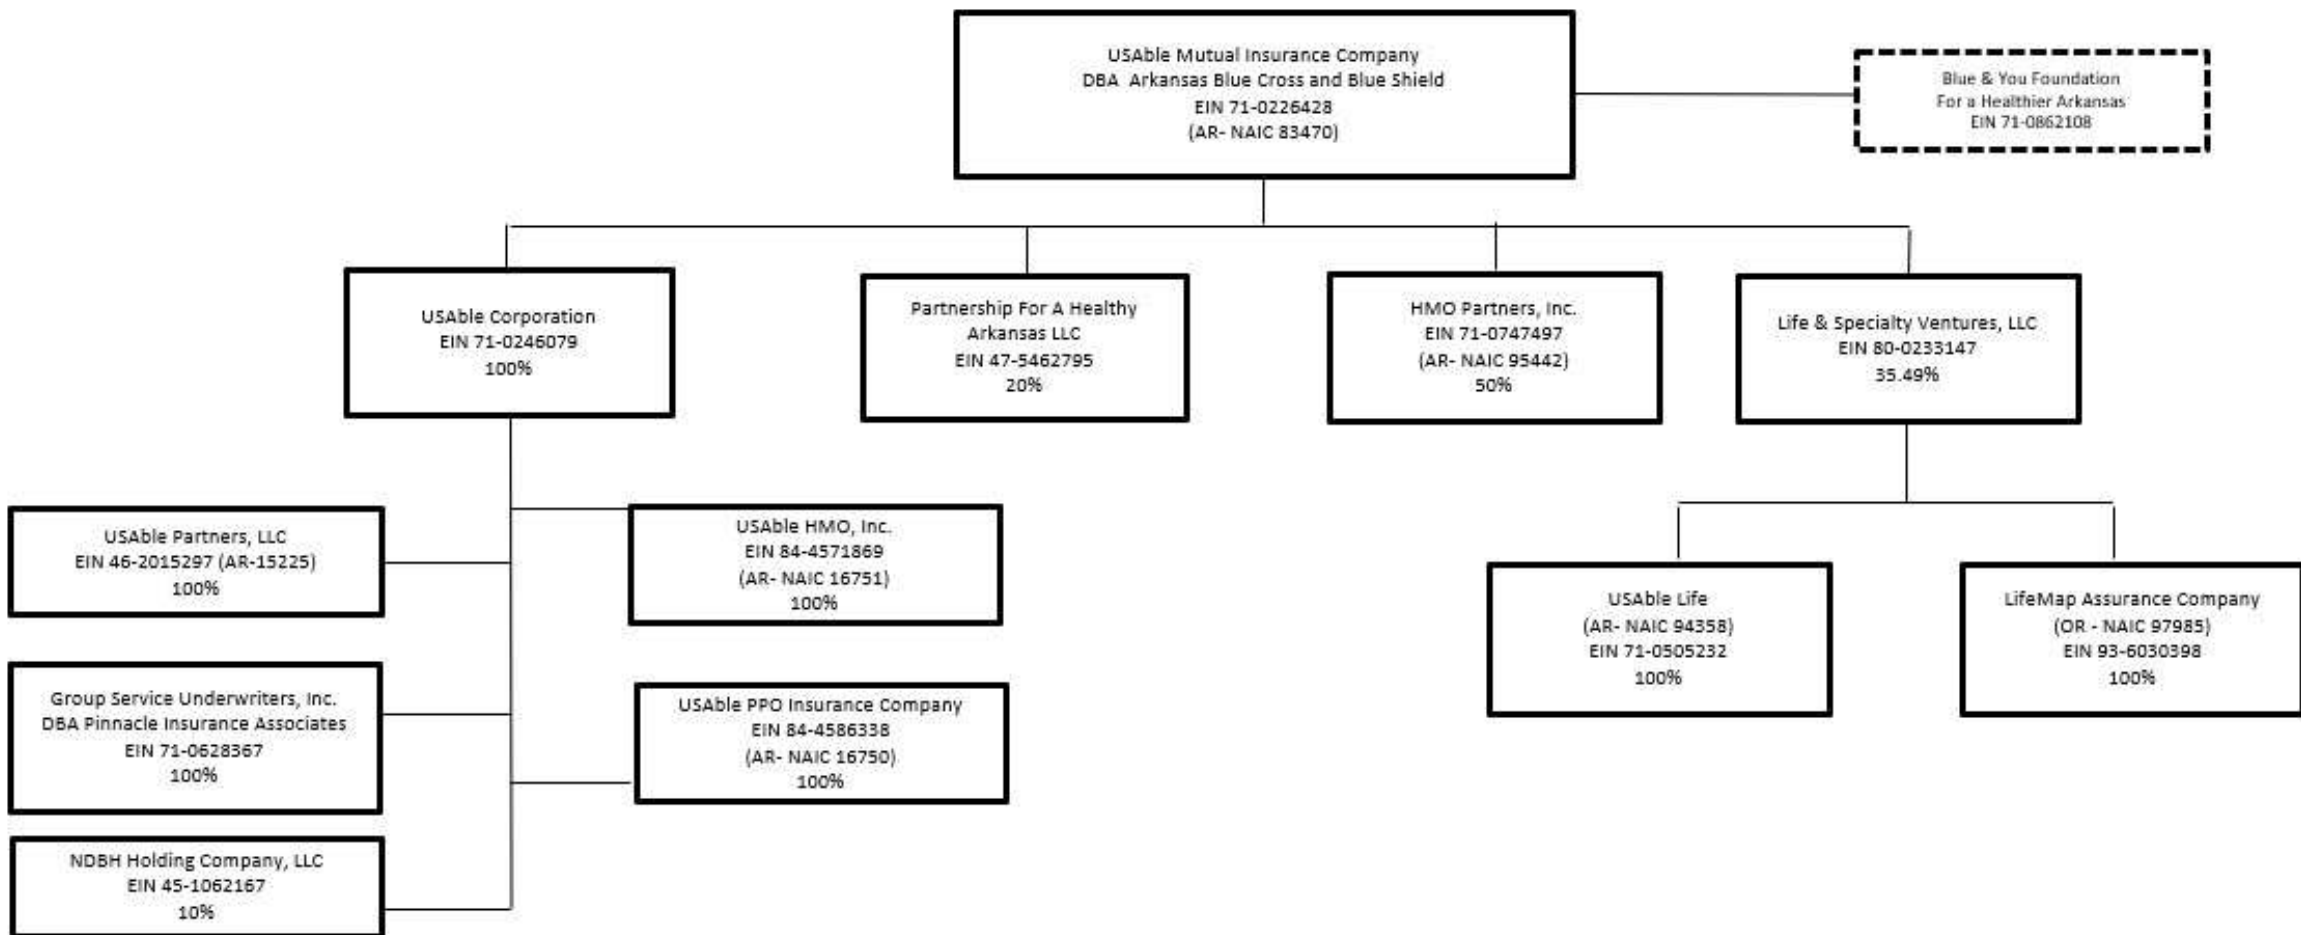 USAble Mutual Insurance Company
DBA  Arkansas Blue Cross and Blue Shield
EIN 71-0226428
(AR- NAIC 83470)
Blue & You Foundation
For a Healthier Arkansas
EIN 71-0862108
USAble Corporation
EIN 71-0246079
100%
Partnership For A Healthy
Arkansas LLC
EIN 47-5462795
20%
HMO Partners, Inc.
EIN 71-0747497
(AR- NAIC 95442)
50%
Life & Specialty Ventures, LLC
EIN 80-0233147
35.49%
USAble Partners, LLC
EIN 46-2015297 (AR-15225)
100%
USAble HMO, Inc.
EIN 84-4571869
(AR- NAIC 16751)
100%
USAble Life
(AR- NAIC 94358)
EIN 71-0505232
100%
LifeMap Assurance Company
(OR - NAIC 97985)
EIN 93-6030398
100%
Group Service Underwriters, Inc.
DBA Pinnacle Insurance Associates
EIN 71-0628367
100%
USAble PPO Insurance Company
EIN 84-4586338
(AR- NAIC 16750)
100%
NDBH Holding Company, LLC
EIN 45-1062167
10%